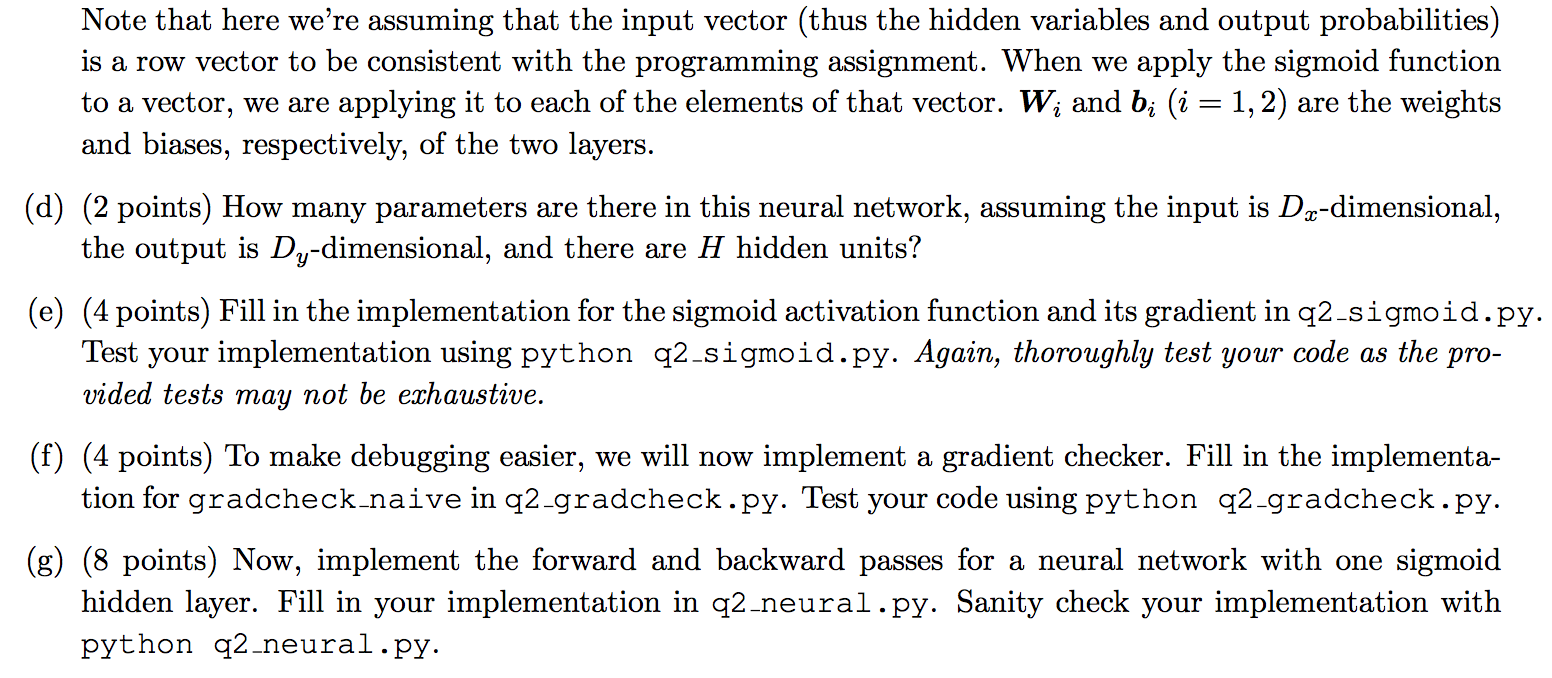 Note that here we're assuming that the input vector (thus the hidden variables and output probabilities)
is a row vector to be consistent with the programming assignment. When we apply the sigmoid function
to a vector, we are applying it to each of the elements of that vector. W_i and b_i (i = 1, 2) are the weights
and biases, respectively, of the two layers.
(d) (2 points) How many parameters are there in this neural network, assuming the input is D_x-dimensional,
the output is D_y-dimensional, and there are H hidden units?
(e) (4 points) Fill in the implementation for the sigmoid activation function and its gradient in q2_sigmoid.py.
Test your implementation using python q2_sigmoid.py. Again, thoroughly test your code as the pro-
vided tests may not be exhaustive.
(f) (4 points) To make debugging easier, we will now implement a gradient checker. Fill in the implementa-
tion for gradcheck_naive in q2_gradcheck.py. Test your code using python q2_gradcheck.py.
(g) (8 points) Now, implement the forward and backward passes for a neural network with one sigmoid
hidden layer. Fill in your implementation in q2_neural.py. Sanity check your implementation with
python q2_neural.py.